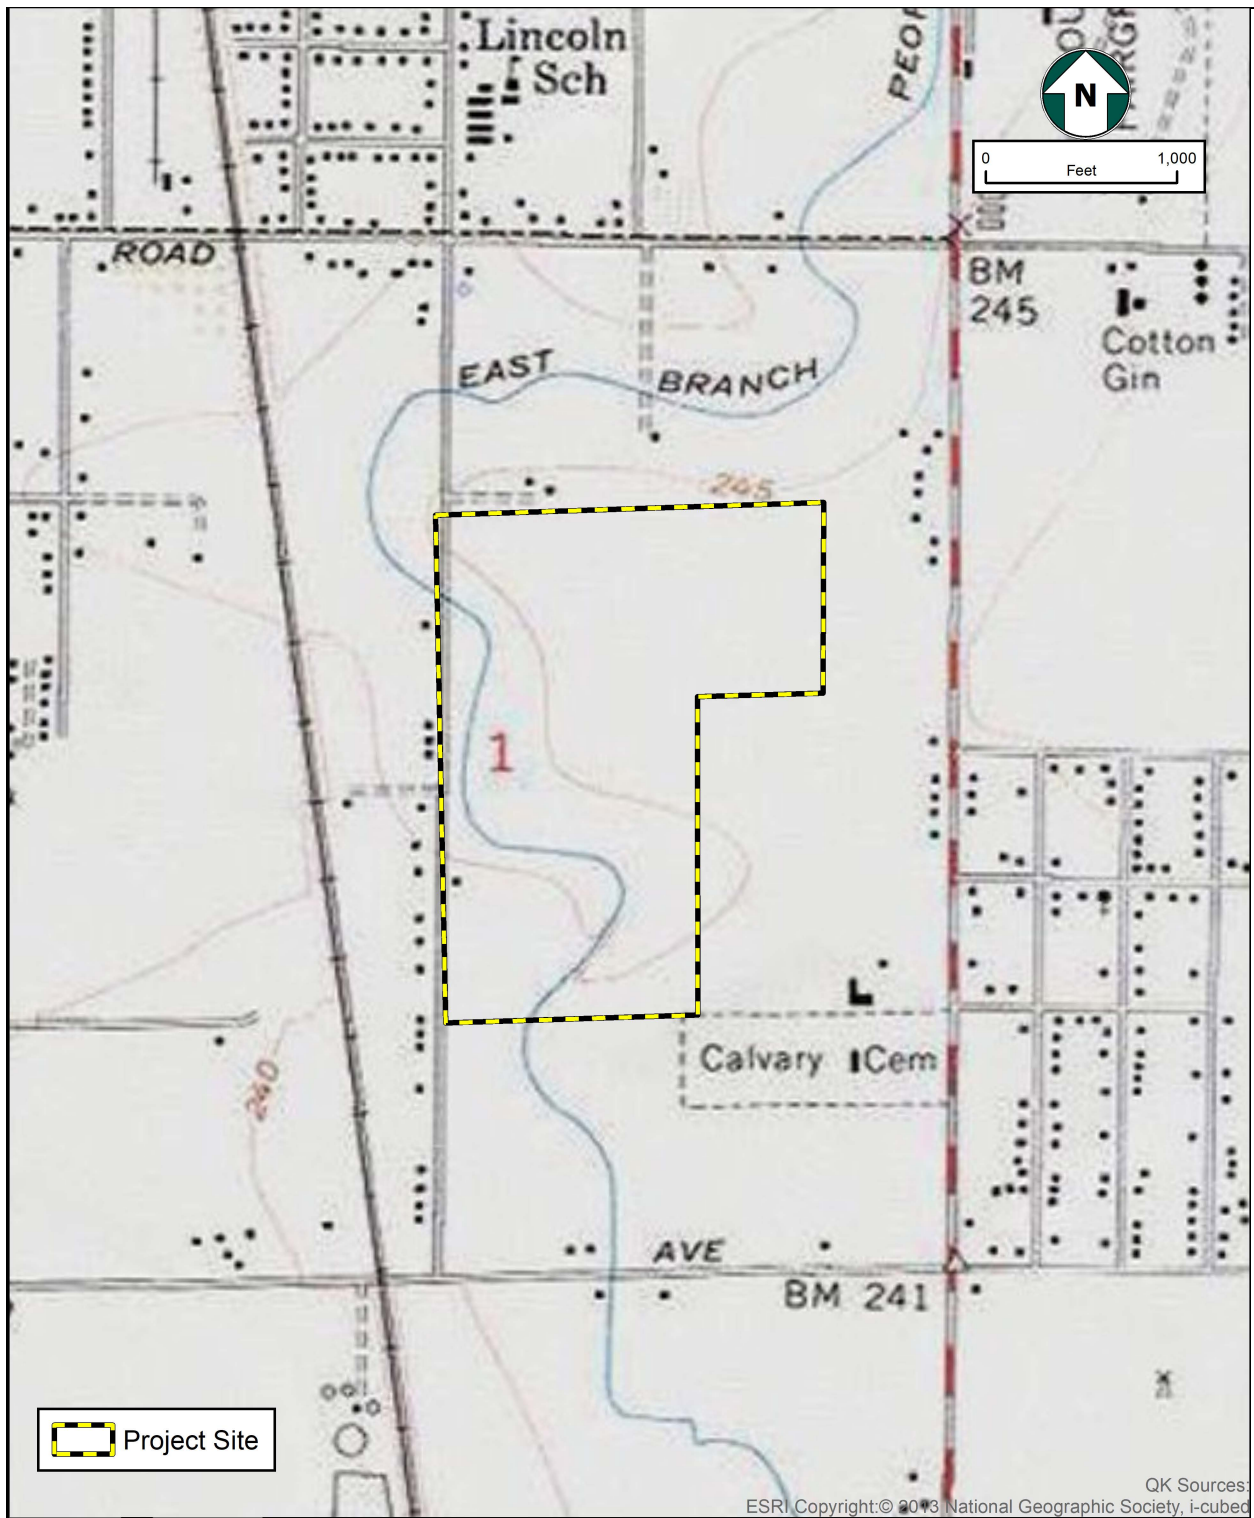 Lincoln
Sch
PEOP
N
0 1,000
Feet
ROAD
BM
245
Cotton
Gin
EAST BRANCH
245
1
240
Calvary Cem
AVE
BM 241
Project Site
QK Sources:
ESRI Copyright:© 2013 National Geographic Society, i-cubed